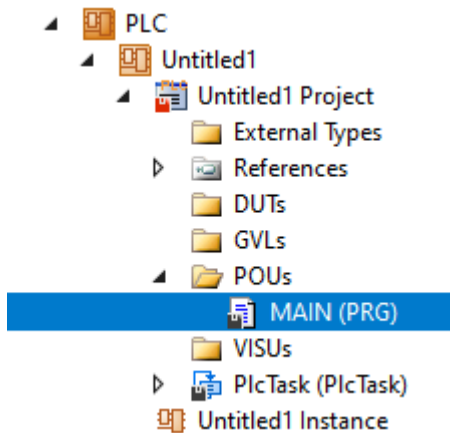 PLC
Untitled1
Untitled1 Project
External Types
References
DUTs
GVLs
POUs
MAIN (PRG)
VISUs
PlcTask (PlcTask)
Untitled1 Instance